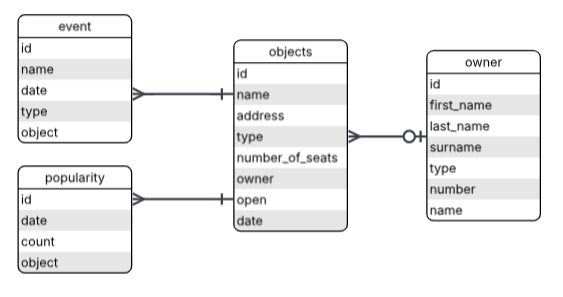 event
id
name
date
type
object
popularity
id
date
count
object
objects
id
name
address
type
number_of_seats
owner
open
date
owner
id
first_name
last_name
surname
type
number
name